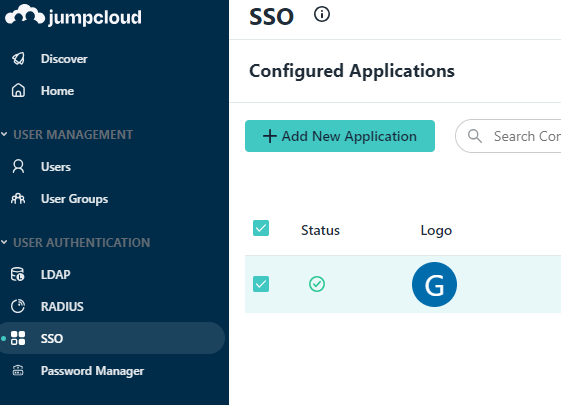 jumpcloud
Discover
Home
USER MANAGEMENT
Users
User Groups
USER AUTHENTICATION
LDAP
RADIUS
SSO
Password Manager
SSO
Configured Applications
+ Add New Application
Search Con
Status
Logo
G